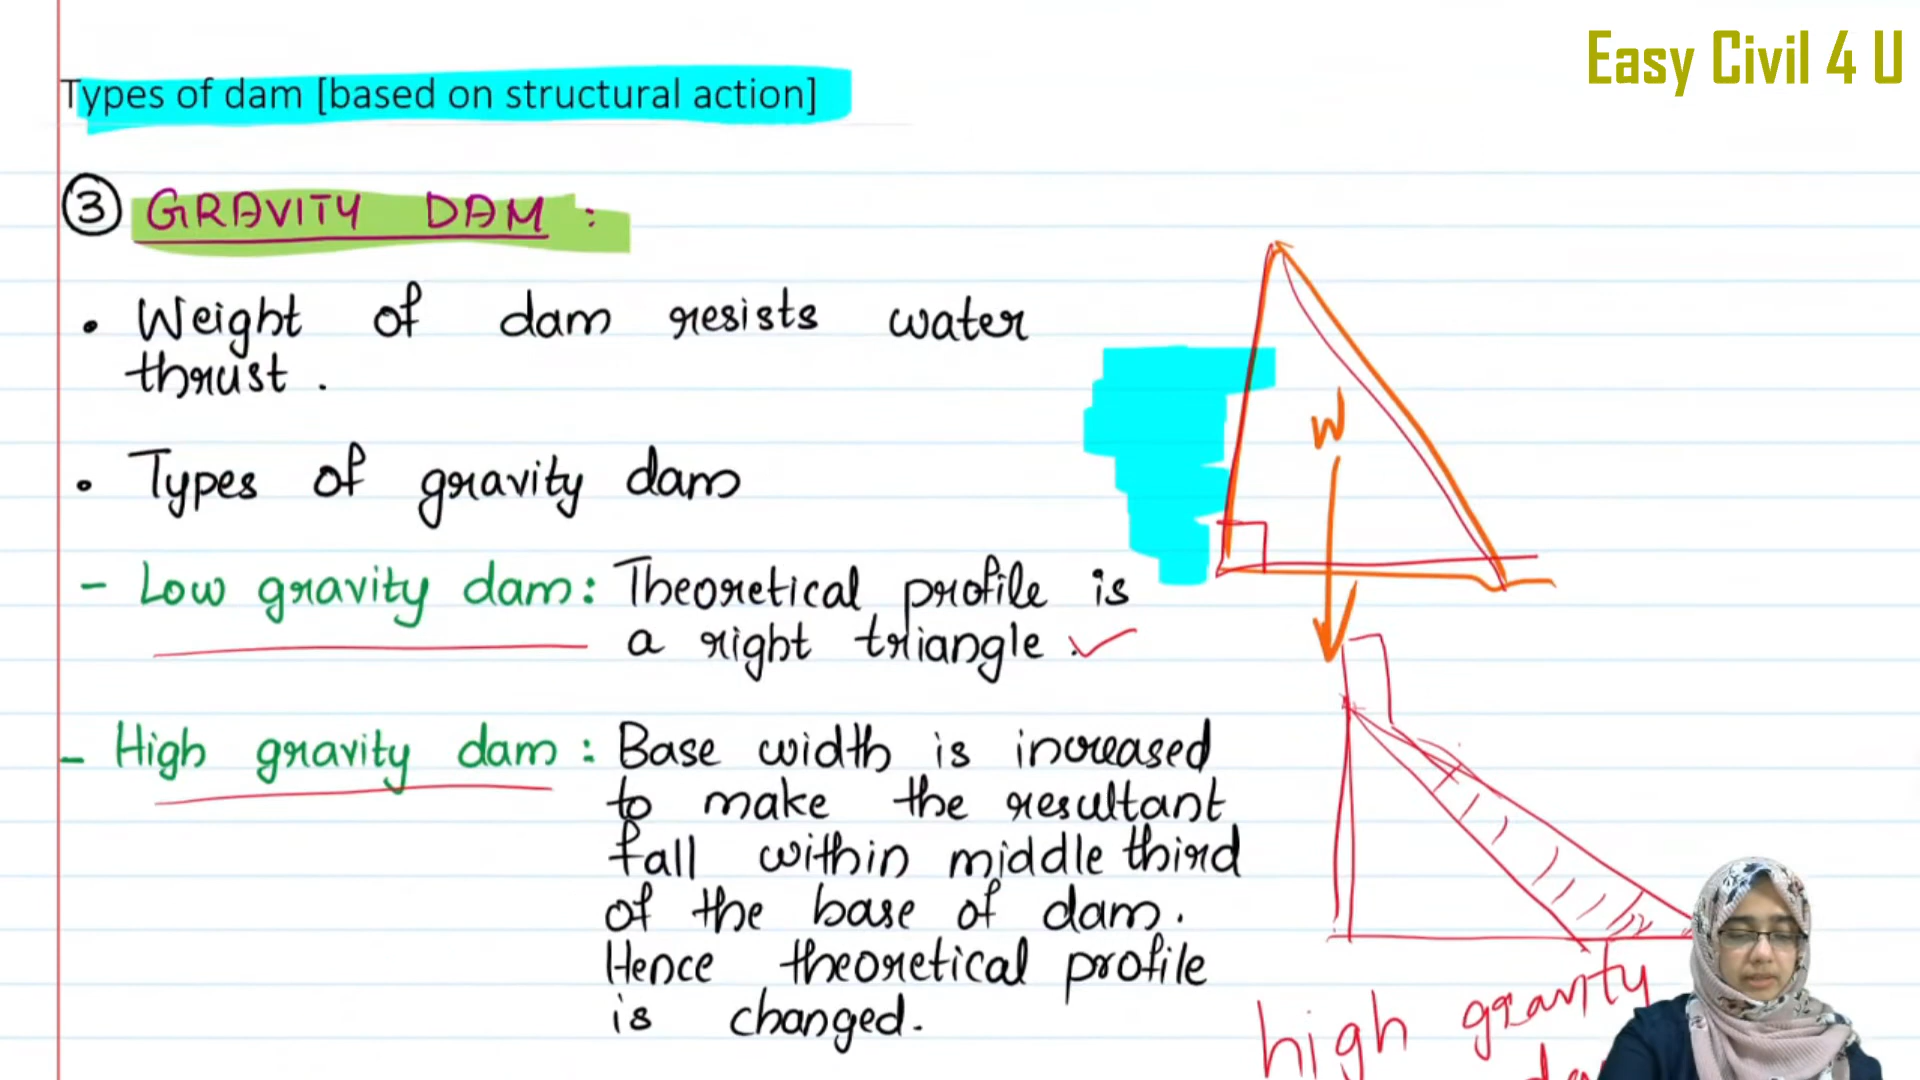 Easy Civil 4 U
Types of dam [based on structural action]
3 GRAVITY DAM :
• Weight of dam resists water
thrust .
• Types of gravity dam
- Low gravity dam : Theoretical profile is
a right triangle .
- High gravity dam : Base width is increased
to make the resultant
fall within middle third
of the base of dam.
Hence theoretical profile
is changed.
W
high gravity